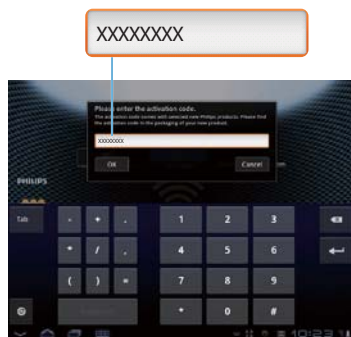 XXXXXXXX
Please enter the activation code.
The activation code comes with selected new Philips products. Please find
the activation code in the packaging of your new product.
XXXXXXXX
OK
Cancel
PHILIPS
Tab
- + . 1 2 3
* / , 4 5 6
( ) = 7 8 9
* 0 #
10:23